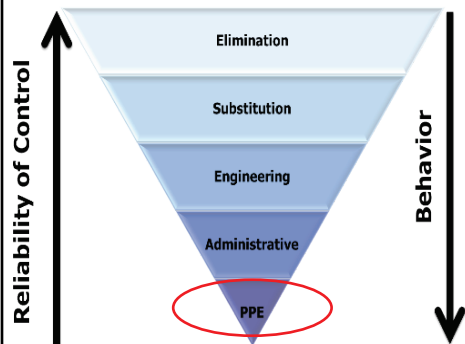 Reliability of Control
Elimination
Substitution
Engineering
Administrative
PPE
Behavior